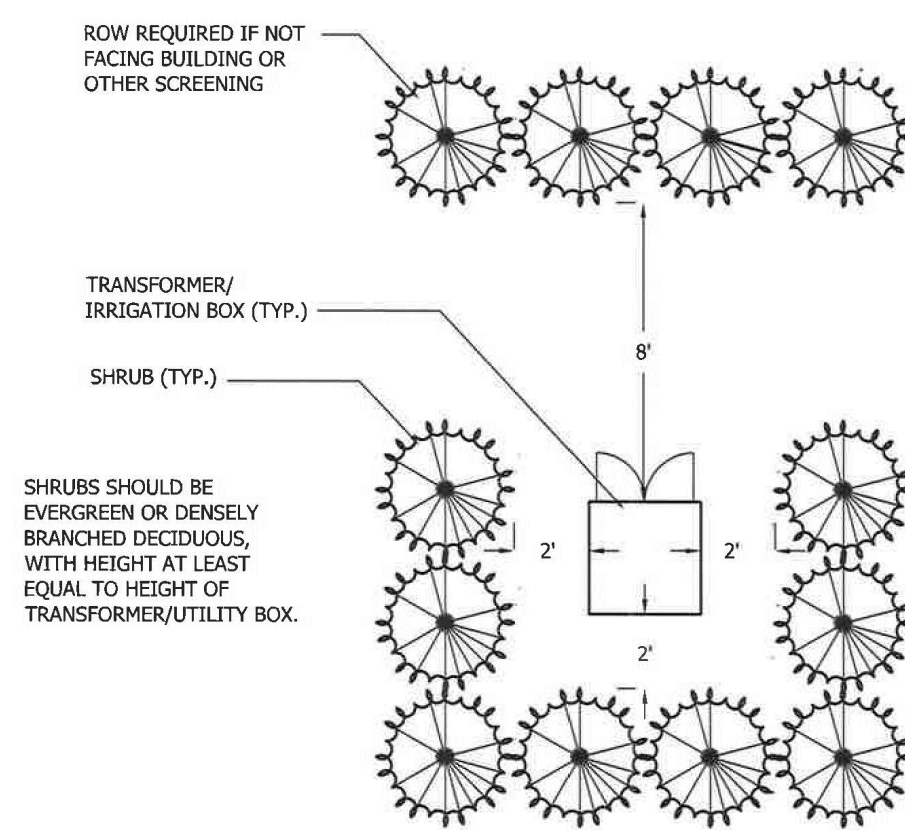 ROW REQUIRED IF NOT
FACING BUILDING OR
OTHER SCREENING
TRANSFORMER/
IRRIGATION BOX (TYP.)
8'
SHRUB (TYP.)
SHRUBS SHOULD BE
EVERGREEN OR DENSELY
BRANCHED DECIDUOUS,
WITH HEIGHT AT LEAST
EQUAL TO HEIGHT OF
TRANSFORMER/UTILITY BOX.
2'
2'
2'